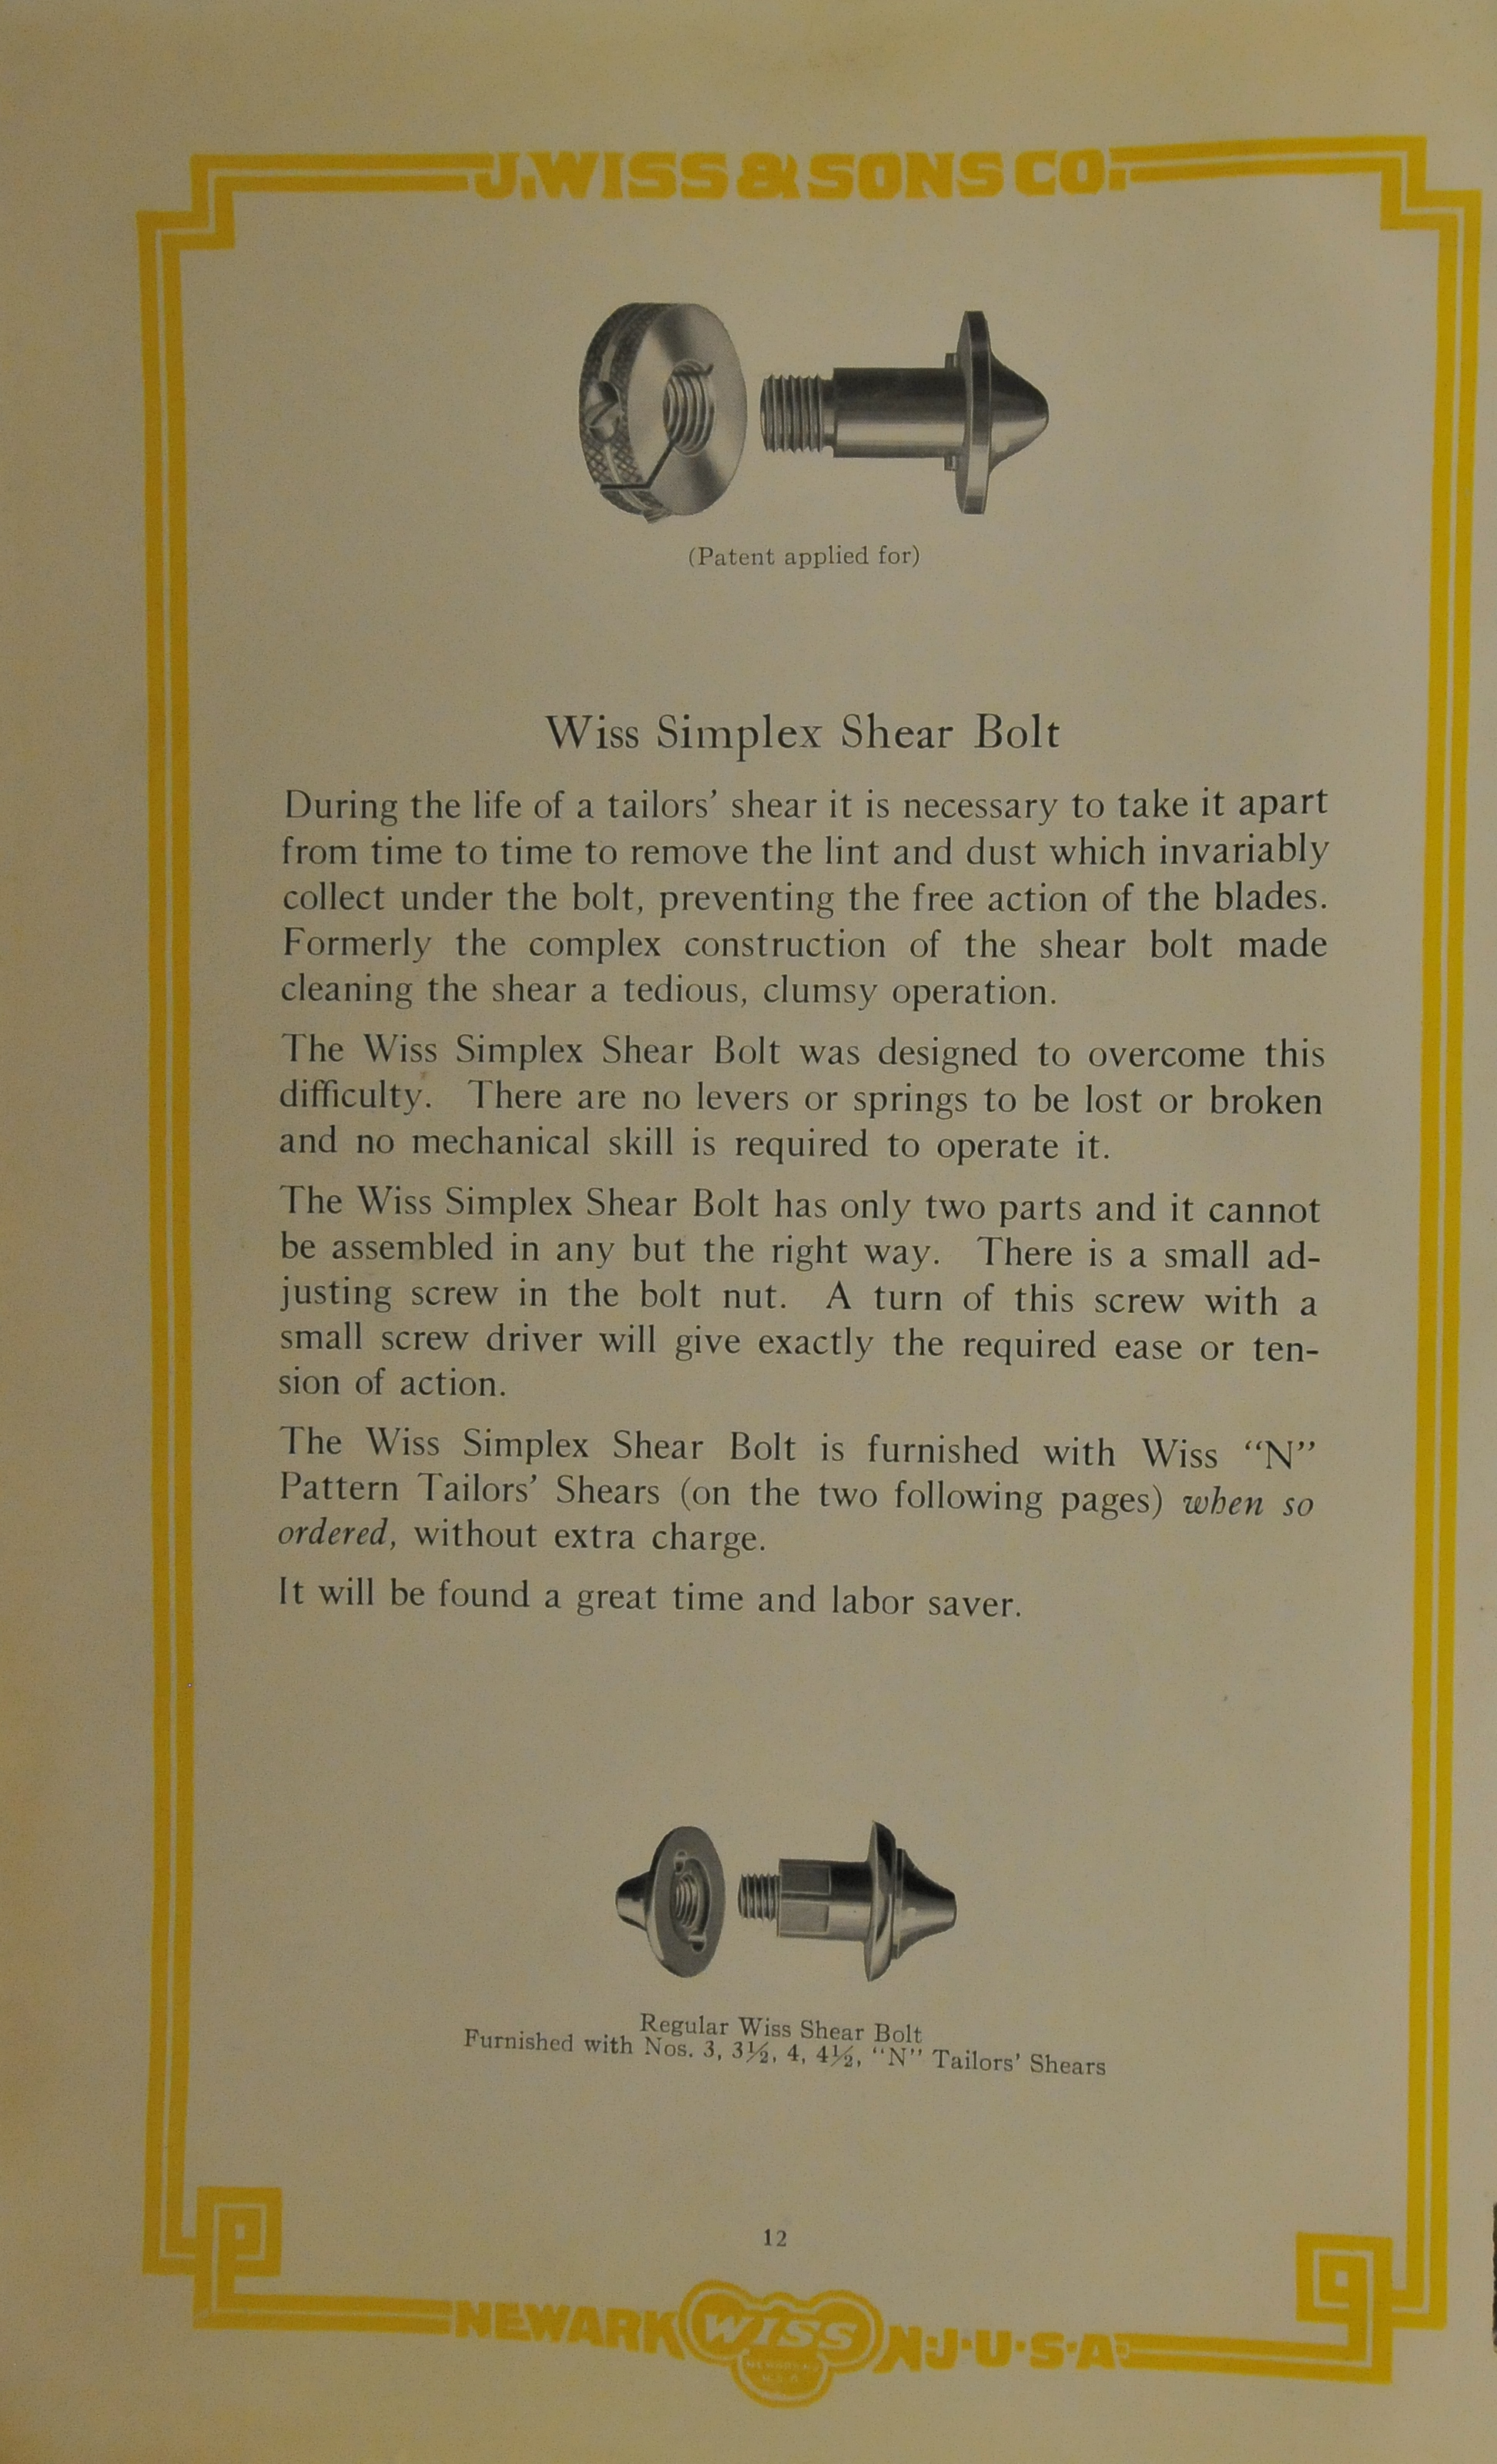 J. WISS & SONS CO.
(Patent applied for)
Wiss Simplex Shear Bolt
During the life of a tailors’ shear it is necessary to take it apart
from time to time to remove the lint and dust which invariably
collect under the bolt, preventing the free action of the blades.
Formerly the complex construction of the shear bolt made
cleaning the shear a tedious, clumsy operation.
The Wiss Simplex Shear Bolt was designed to overcome this
difficulty. There are no levers or springs to be lost or broken
and no mechanical skill is required to operate it.
The Wiss Simplex Shear Bolt has only two parts and it cannot
be assembled in any but the right way. There is a small ad-
justing screw in the bolt nut. A turn of this screw with a
small screw driver will give exactly the required ease or ten-
sion of action.
The Wiss Simplex Shear Bolt is furnished with Wiss “N”
Pattern Tailors’ Shears (on the two following pages) when so
ordered, without extra charge.
It will be found a great time and labor saver.
Regular Wiss Shear Bolt
Furnished with Nos. 3, 3½, 4, 4½, “N” Tailors’ Shears
12
NEWARK WISS N·J·U·S·A·